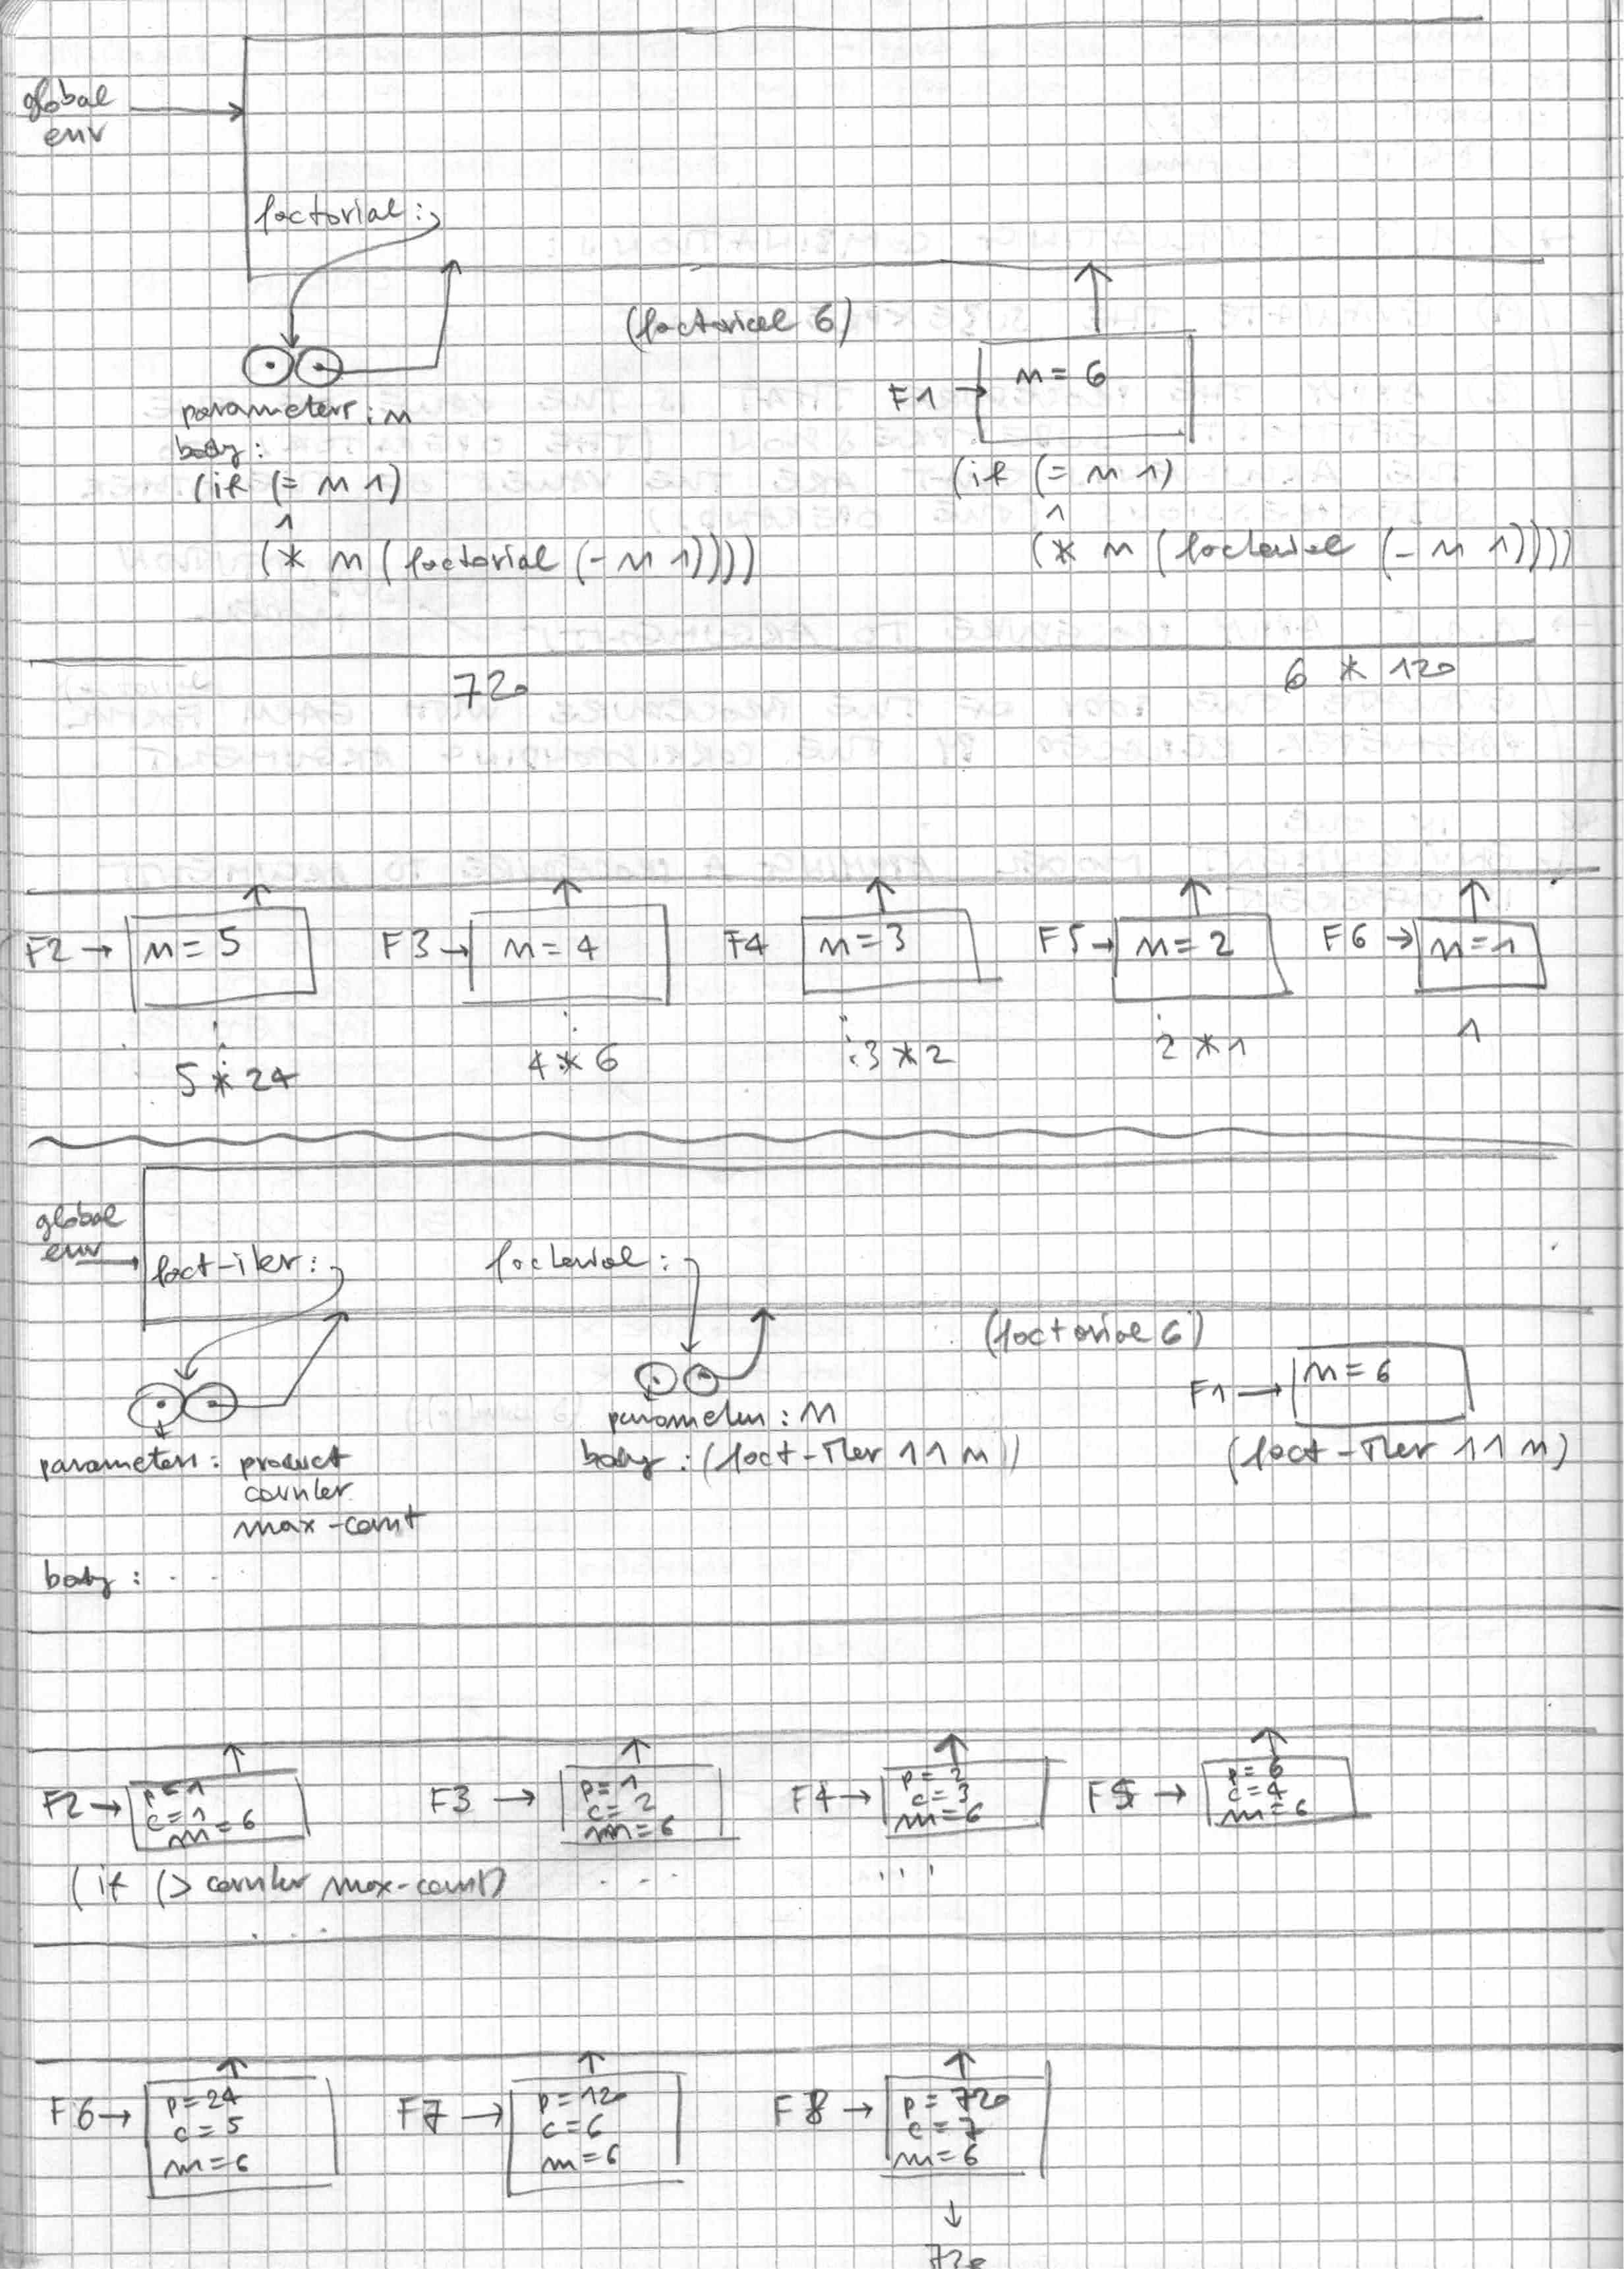 global
env
factorial:
(factorial 6)
F1 → n = 6
parameters: n
body:
(if (= n 1)
1
(* n (factorial (- n 1))))
(if (= n 1)
1
(* n (factorial (- n 1))))
720
6 * 120
F2 → n = 5
F3 → n = 4
F4 n = 3
F5 → n = 2
F6 → n = 1
5 * 24
4 * 6
3 * 2
2 * 1
1
global
env
fact-iter:
factorial:
(factorial 6)
F1 → n = 6
parameters: product
counter
max-count
body: . . .
parameters: n
body: (fact-iter 1 1 n)
(fact-iter 1 1 n)
F2 → p = 1
c = 1
m = 6
F3 → p = 1
c = 2
m = 6
F4 → p = 2
c = 3
m = 6
F5 → p = 6
c = 4
m = 6
(if (> counter max-count)
. . .
. . .
. . .
F6 → p = 24
c = 5
m = 6
F7 → p = 120
c = 6
m = 6
F8 → p = 720
c = 7
m = 6
↓
720